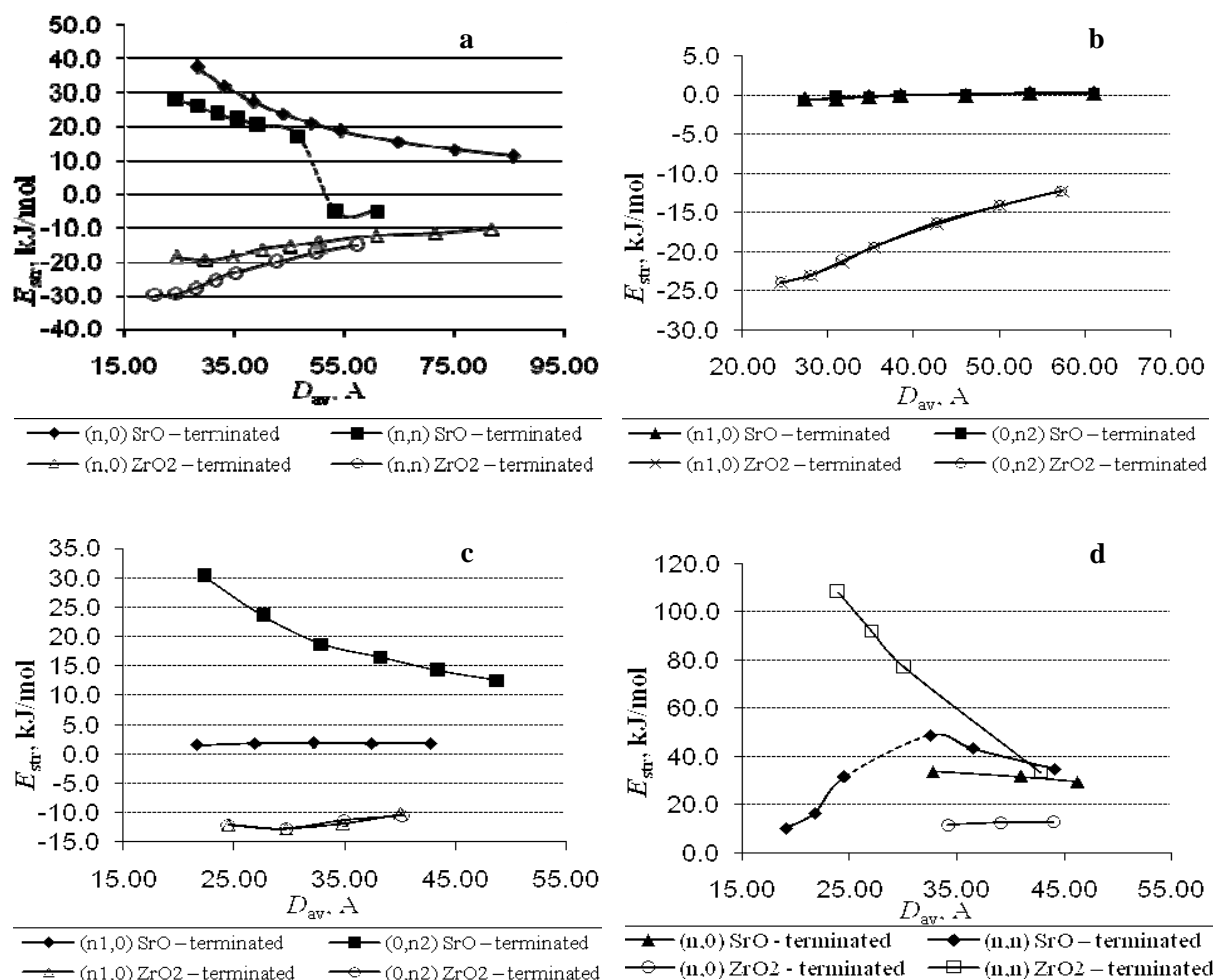 a
50.0
40.0
30.0
20.0
10.0
0.0
-10.0
-20.0
-30.0
-40.0
E str, kJ/mol
15.00 35.00 55.00 75.00 95.00
D av, A
(n,0) SrO – terminated (n,n) SrO – terminated
(n,0) ZrO2 – terminated (n,n) ZrO2 – terminated
b
5.0
0.0
-5.0
-10.0
-15.0
-20.0
-25.0
-30.0
E str, kJ/mol
20.00 30.00 40.00 50.00 60.00 70.00
D av, A
(n1,0) SrO – terminated (0,n2) SrO – terminated
(n1,0) ZrO2 – terminated (0,n2) ZrO2 – terminated
c
35.0
30.0
25.0
20.0
15.0
10.0
5.0
0.0
-5.0
-10.0
-15.0
E str, kJ/mol
15.00 25.00 35.00 45.00 55.00
D av, A
(n1,0) SrO – terminated (0,n2) SrO – terminated
(n1,0) ZrO2 – terminated (0,n2) ZrO2 – terminated
d
120.0
100.0
80.0
60.0
40.0
20.0
0.0
E str, kJ/mol
15.00 25.00 35.00 45.00 55.00
D av, A
(n,0) SrO - terminated (n,n) SrO – terminated
(n,0) ZrO2 - terminated (n,n) ZrO2 – terminated